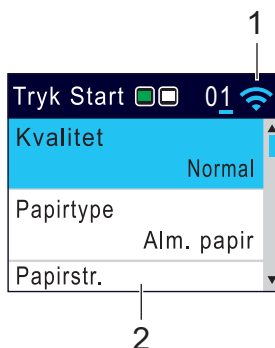 1
Tryk Start 01
Kvalitet
Normal
Papirtype
Alm. papir
Papirstr.
2